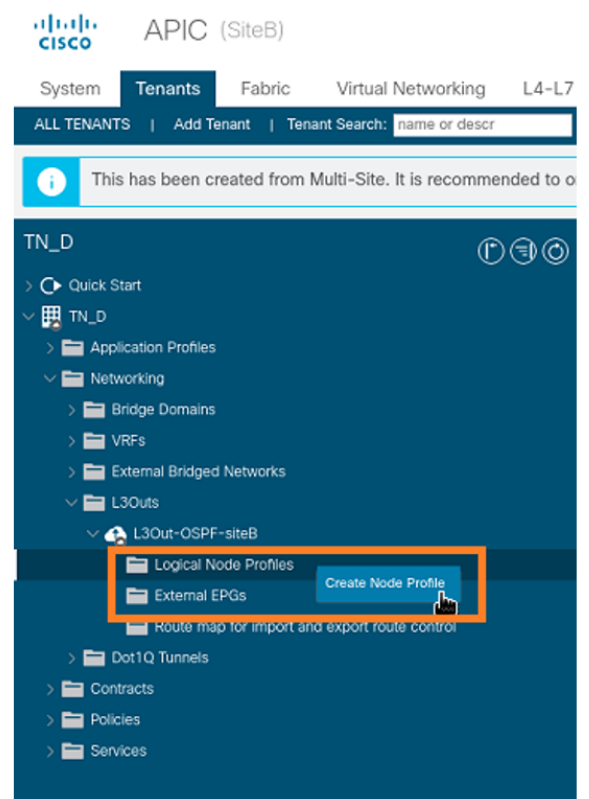 CISCO
APIC (SiteB)
System Tenants Fabric Virtual Networking L4-L7
ALL TENANTS | Add Tenant | Tenant Search: name or descr
i This has been created from Multi-Site. It is recommended to o
TN_D
Quick Start
TN_D
Application Profiles
Networking
Bridge Domains
VRFs
External Bridged Networks
L3Outs
L3Out-OSPF-siteB
Logical Node Profiles
Create Node Profile
External EPGs
Route map for import and export route control
Dot1Q Tunnels
Contracts
Policies
Services